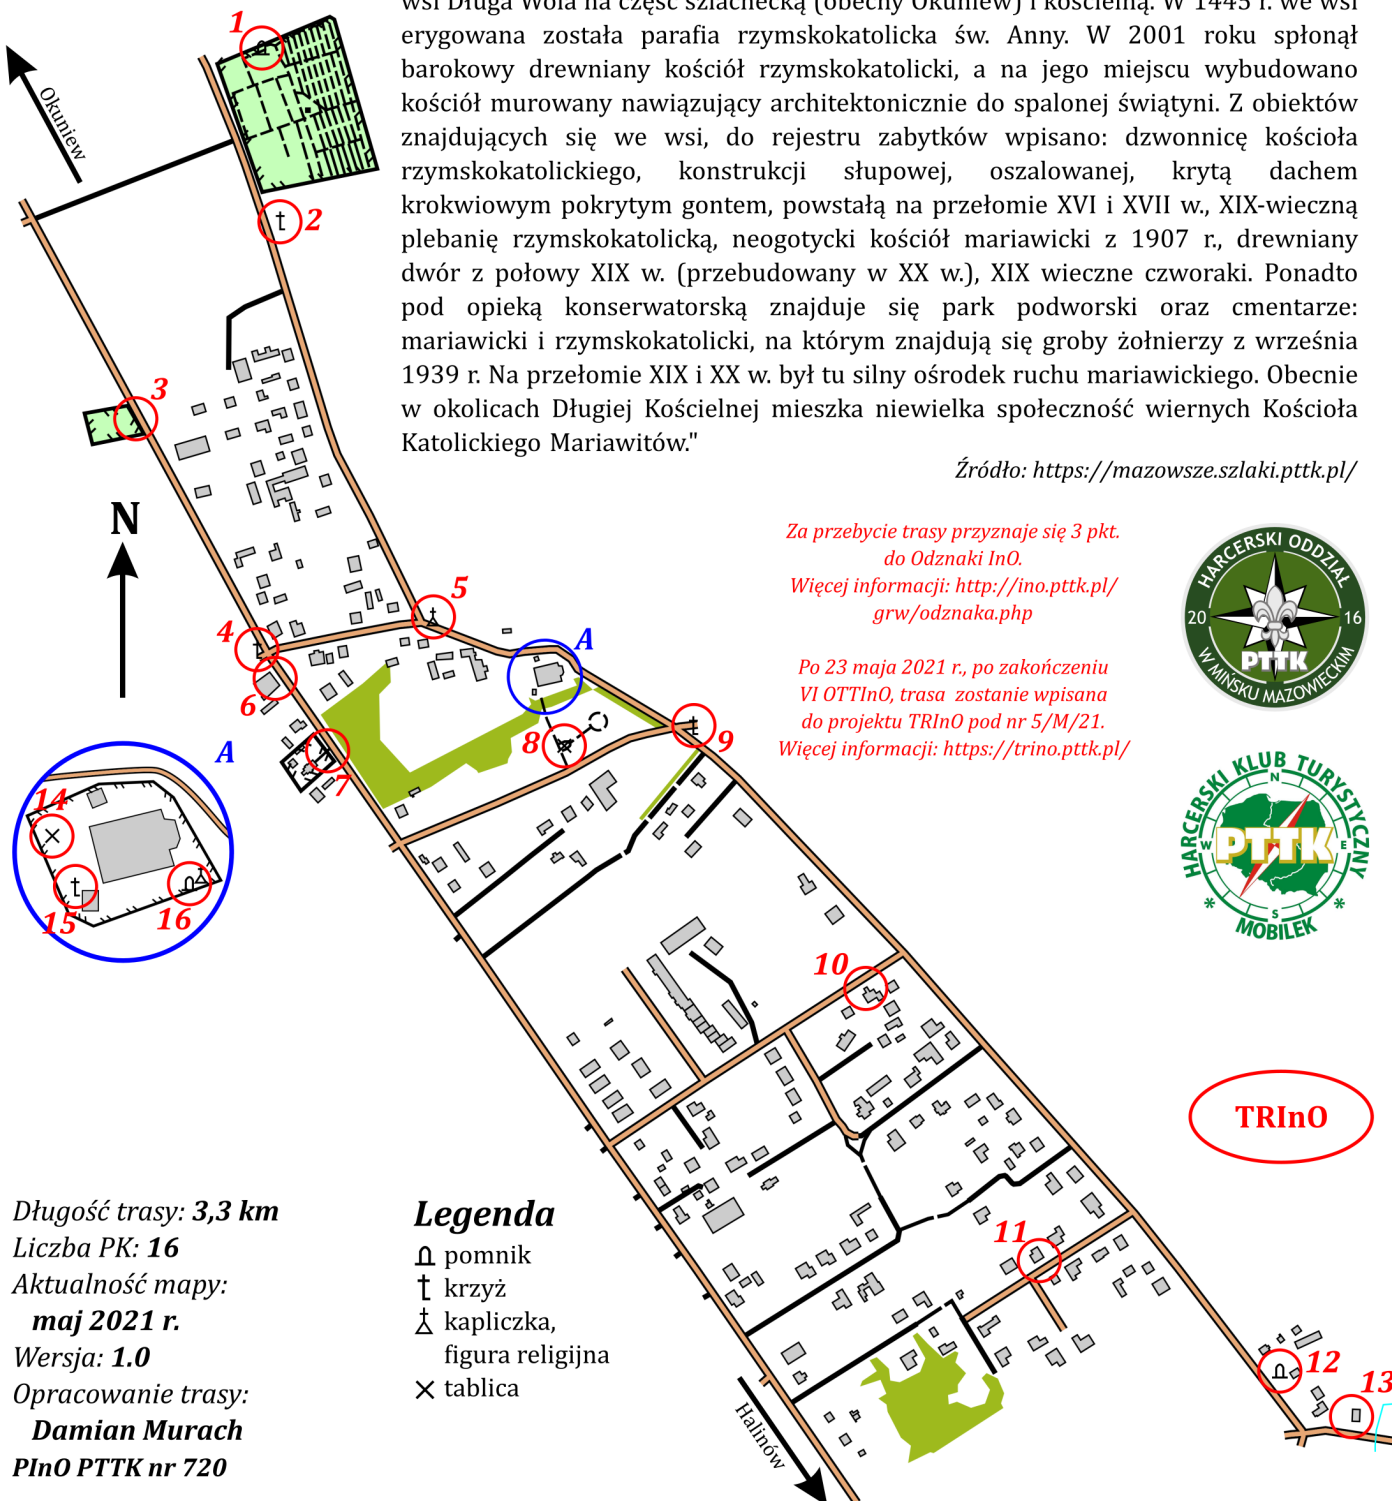 wsi Długa Wola na część szlachecką (obecny Okuniew) i kościelną. W 1445 r. we wsi
erygowana została parafia rzymskokatolicka św. Anny. W 2001 roku spłonął
barokowy drewniany kościół rzymskokatolicki, a na jego miejscu wybudowano
kościół murowany nawiązujący architektonicznie do spalonej świątyni. Z obiektów
znajdujących się we wsi, do rejestru zabytków wpisano: dzwonnicę kościoła
rzymskokatolickiego, konstrukcji słupowej, oszalowanej, krytą dachem
krokwiowym pokrytym gontem, powstałą na przełomie XVI i XVII w., XIX-wieczną
plebanię rzymskokatolicką, neogotycki kościół mariawicki z 1907 r., drewniany
dwór z połowy XIX w. (przebudowany w XX w.), XIX wieczne czworaki. Ponadto
pod opieką konserwatorską znajduje się park podworski oraz cmentarze:
mariawicki i rzymskokatolicki, na którym znajdują się groby żołnierzy z września
1939 r. Na przełomie XIX i XX w. był tu silny ośrodek ruchu mariawickiego. Obecnie
w okolicach Długiej Kościelnej mieszka niewielka społeczność wiernych Kościoła
Katolickiego Mariawitów."
Źródło: https://mazowsze.szlaki.pttk.pl/
Za przebycie trasy przyznaje się 3 pkt.
do Odznaki InO.
Więcej informacji: http://ino.pttk.pl/
grw/odznaka.php
Po 23 maja 2021 r., po zakończeniu
VI OTTInO, trasa zostanie wpisana
do projektu TRInO pod nr 5/M/21.
Więcej informacji: https://trino.pttk.pl/
HARCERSKI ODDZIAŁ
20 16
PTTK
W MIŃSKU MAZOWIECKIM
HARCERSKI KLUB TURYSTYCZNY
N
W PTTK E
S
* MOBILEK *
TRInO
Okuniew
1
2
3
N
4
5
6
7
A
8
9
A
14
15
16
10
11
12
13
Halinów
Długość trasy: 3,3 km
Liczba PK: 16
Aktualność mapy:
maj 2021 r.
Wersja: 1.0
Opracowanie trasy:
Damian Murach
PInO PTTK nr 720
Legenda
pomnik
krzyż
kapliczka,
figura religijna
tablica